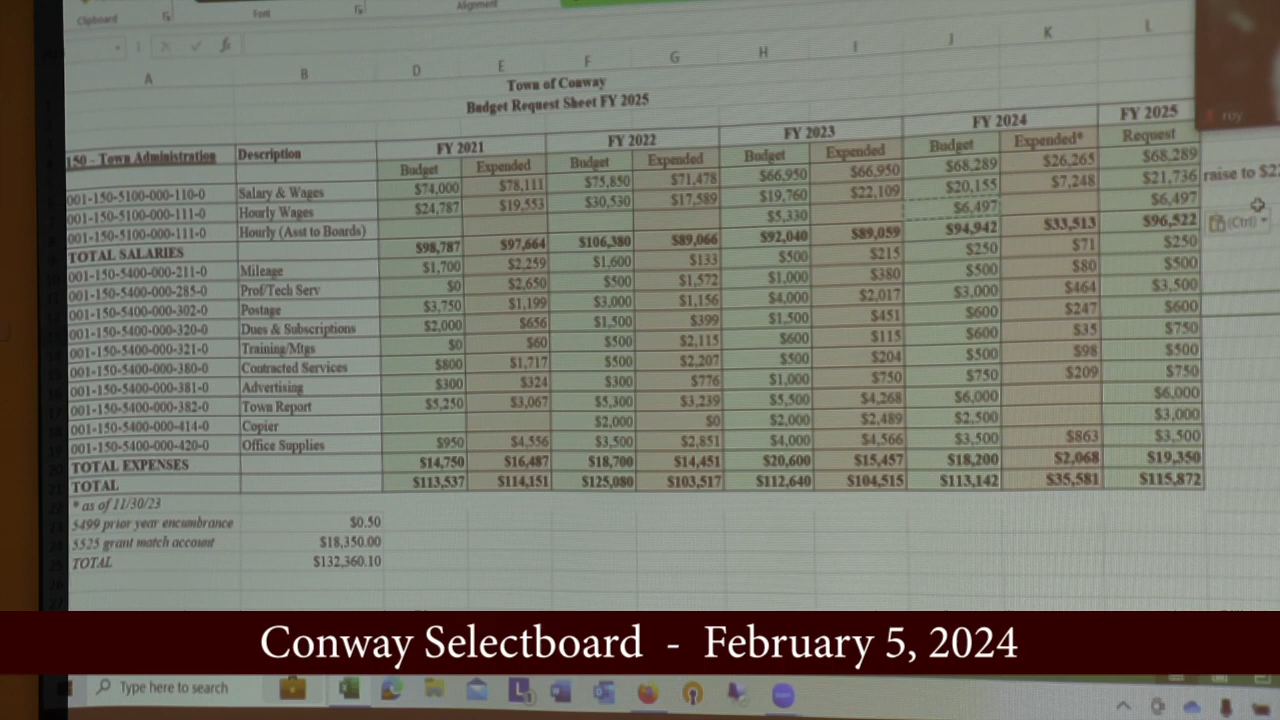 Clipboard Font Alignment
A B D E F G H I J K L
Town of Conway
Budget Request Sheet FY 2025
150 - Town Administration Description FY 2021 FY 2022 FY 2023 FY 2024 FY 2025
Budget Expended Budget Expended Budget Expended Budget Expended* Request
001-150-5100-000-110-0 Salary & Wages $74,000 $78,111 $75,850 $71,478 $66,950 $66,950 $68,289 $26,265 $68,289
001-150-5100-000-111-0 Hourly Wages $24,787 $19,553 $30,530 $17,589 $19,760 $22,109 $20,155 $7,248 $21,736 raise to
001-150-5100-000-111-0 Hourly (Asst to Boards) $5,330 $6,497 $6,497
TOTAL SALARIES $98,787 $97,664 $106,380 $89,066 $92,040 $89,059 $94,942 $33,513 $96,522
001-150-5400-000-211-0 Mileage $1,700 $2,259 $1,600 $133 $500 $215 $250 $71 $250
001-150-5400-000-285-0 Prof/Tech Serv $0 $2,650 $500 $1,572 $1,000 $380 $500 $80 $500
001-150-5400-000-302-0 Postage $3,750 $1,199 $3,000 $1,156 $4,000 $2,017 $3,000 $464 $3,500
001-150-5400-000-320-0 Dues & Subscriptions $2,000 $656 $1,500 $399 $1,500 $451 $600 $247 $600
001-150-5400-000-321-0 Training/Mtgs $0 $60 $500 $2,115 $600 $115 $600 $35 $750
001-150-5400-000-380-0 Contracted Services $800 $1,717 $500 $2,207 $500 $204 $500 $98 $500
001-150-5400-000-381-0 Advertising $300 $324 $300 $776 $1,000 $750 $750 $209 $750
001-150-5400-000-382-0 Town Report $5,250 $3,067 $5,300 $3,239 $5,500 $4,268 $6,000 $6,000
001-150-5400-000-414-0 Copier $2,000 $0 $2,000 $2,489 $2,500 $3,000
001-150-5400-000-420-0 Office Supplies $950 $4,556 $3,500 $2,851 $4,000 $4,566 $3,500 $863 $3,500
TOTAL EXPENSES $14,750 $16,487 $18,700 $14,451 $20,600 $15,457 $18,200 $2,068 $19,350
TOTAL $113,537 $114,151 $125,080 $103,517 $112,640 $104,515 $113,142 $35,581 $115,872
* as of 11/30/23
5499 prior year encumbrance $0.50
5525 grant match account $18,350.00
TOTAL $132,360.10
roy
(Ctrl)
Conway Selectboard - February 5, 2024
Type here to search